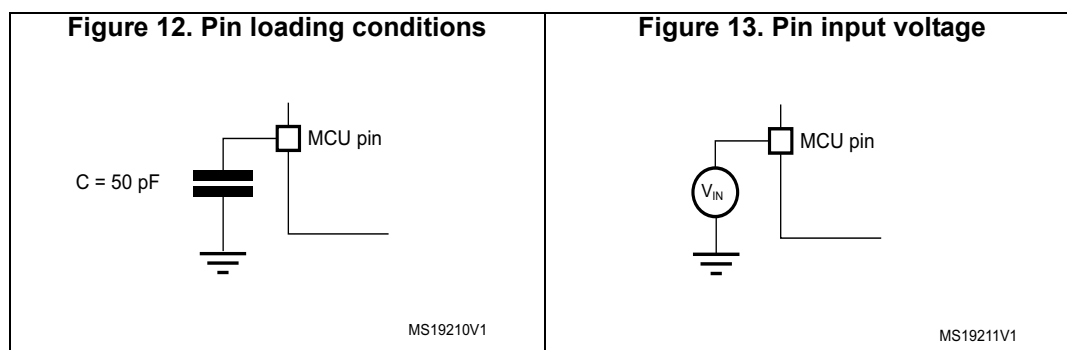 Figure 12. Pin loading conditions
MCU pin
C = 50 pF
MS19210V1
Figure 13. Pin input voltage
MCU pin
VIN
MS19211V1